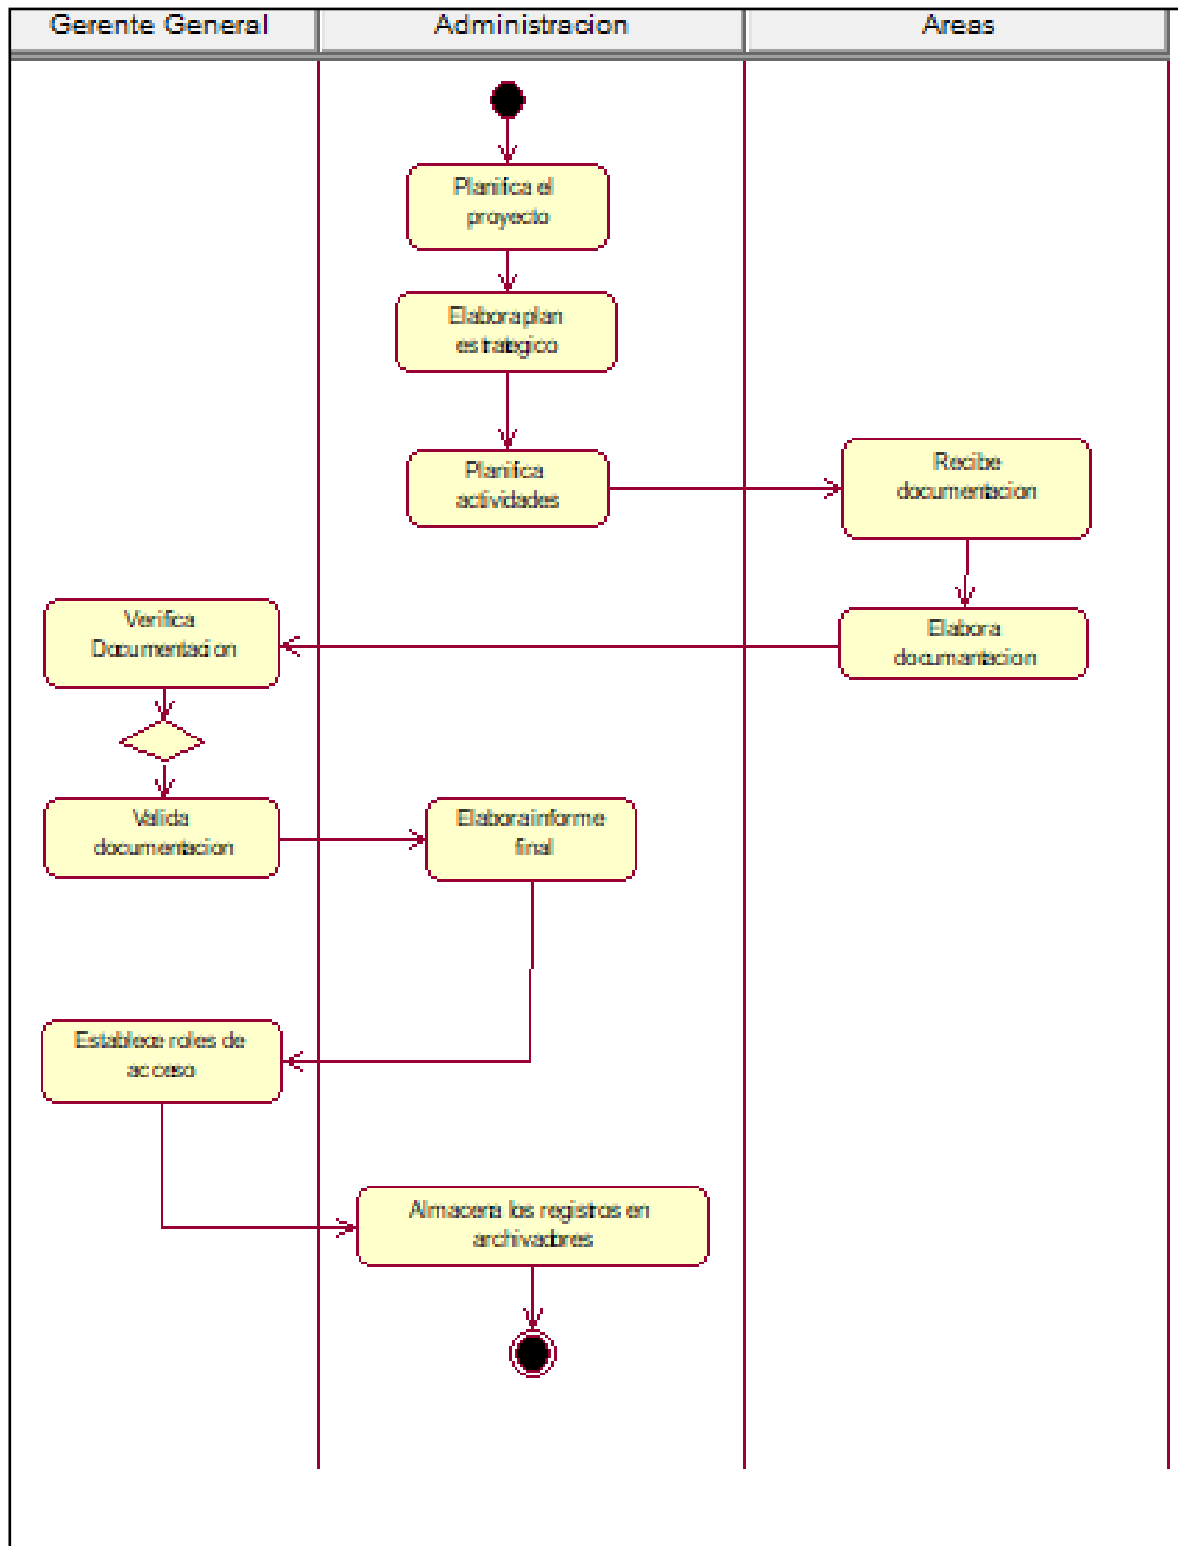 Gerente General
Administracion
Areas
Planifica el
proyecto
Elabora plan
estrategico
Planifica
actividades
Recibe
documentacion
Elabora
documantacion
Verifica
Documentacion
Valida
documentacion
Elabora informe
final
Establece roles de
acceso
Almacena los registros en
archivadores